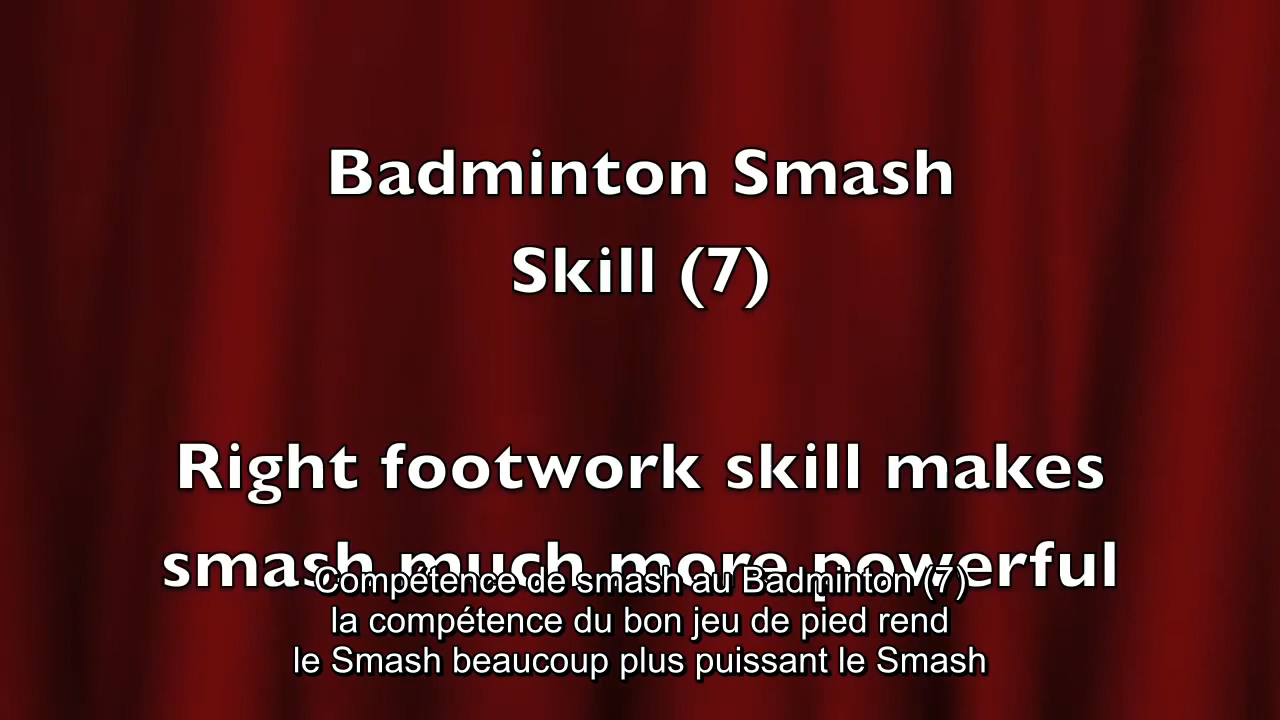 Badminton Smash
Skill (7)
Right footwork skill makes
smash much more powerful
Compétence de smash au Badminton (7)
la compétence du bon jeu de pied rend
le Smash beaucoup plus puissant le Smash